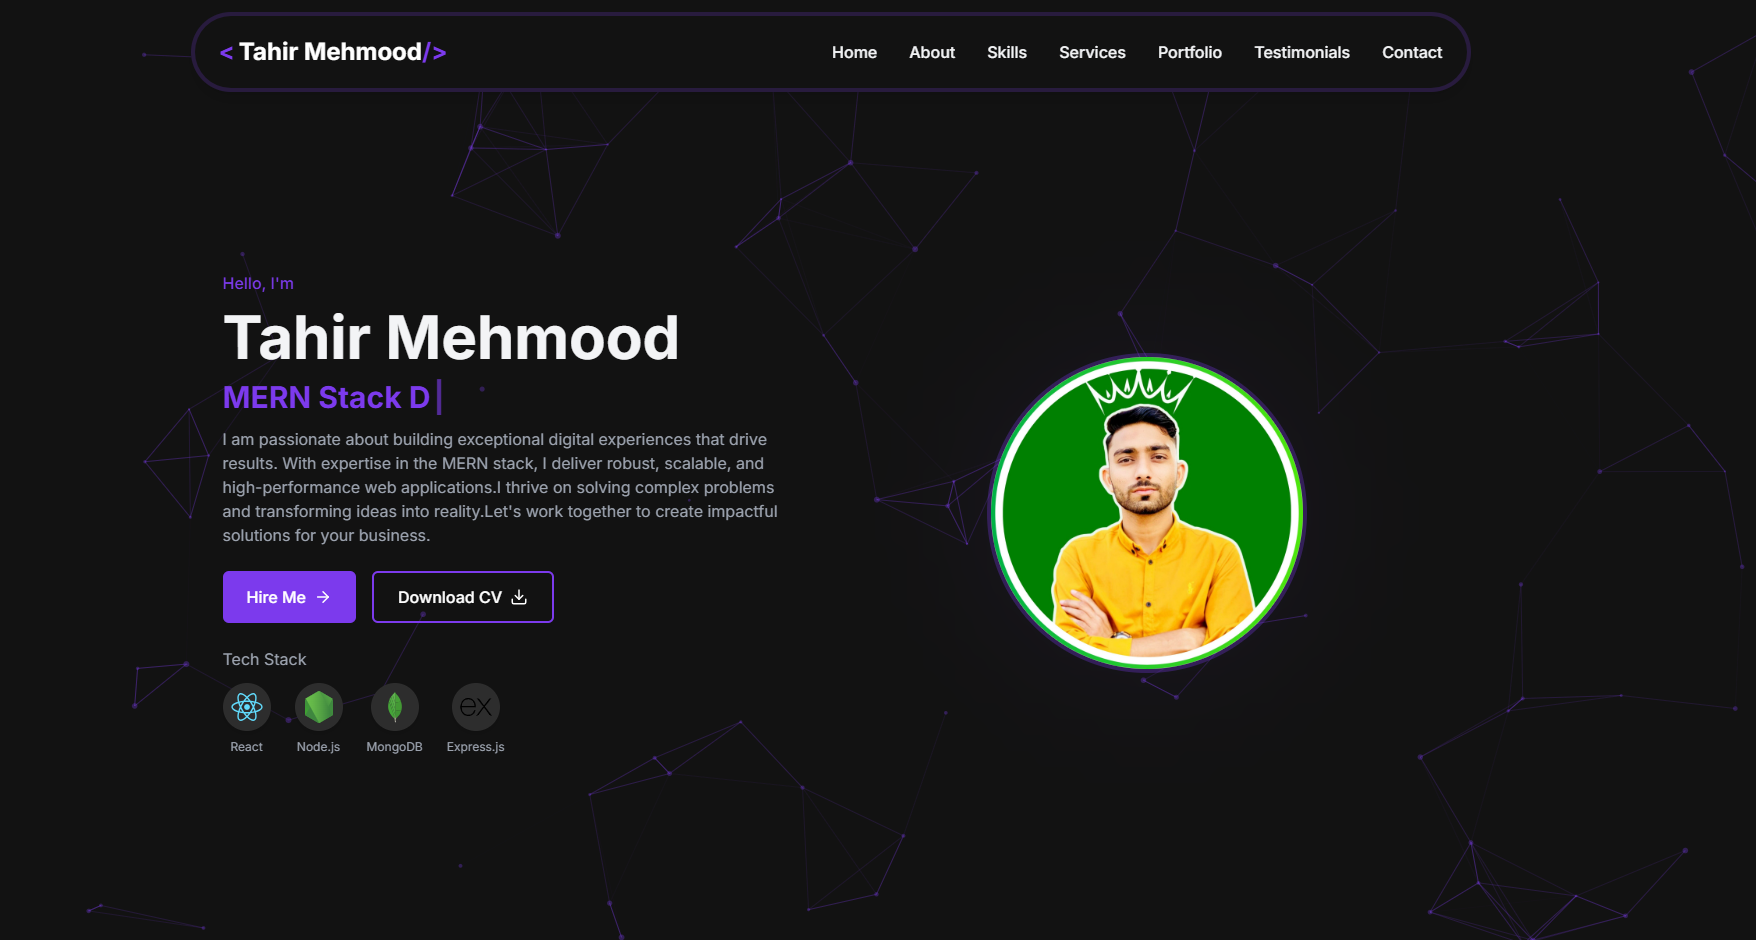 < Tahir Mehmood/>
Home About Skills Services Portfolio Testimonials Contact
Hello, I'm
Tahir Mehmood
MERN Stack D
I am passionate about building exceptional digital experiences that drive
results. With expertise in the MERN stack, I deliver robust, scalable, and
high-performance web applications.I thrive on solving complex problems
and transforming ideas into reality.Let's work together to create impactful
solutions for your business.
Hire Me
Download CV
Tech Stack
ex
React Node.js MongoDB Express.js